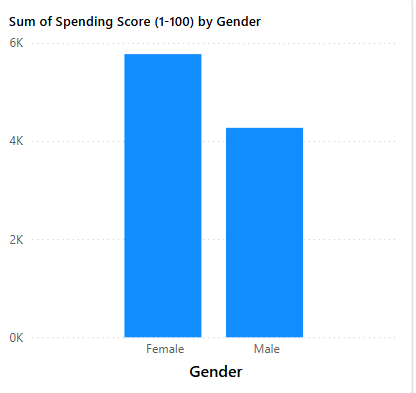 Sum of Spending Score (1-100) by Gender
6K
4K
2K
0K
Female Male
Gender